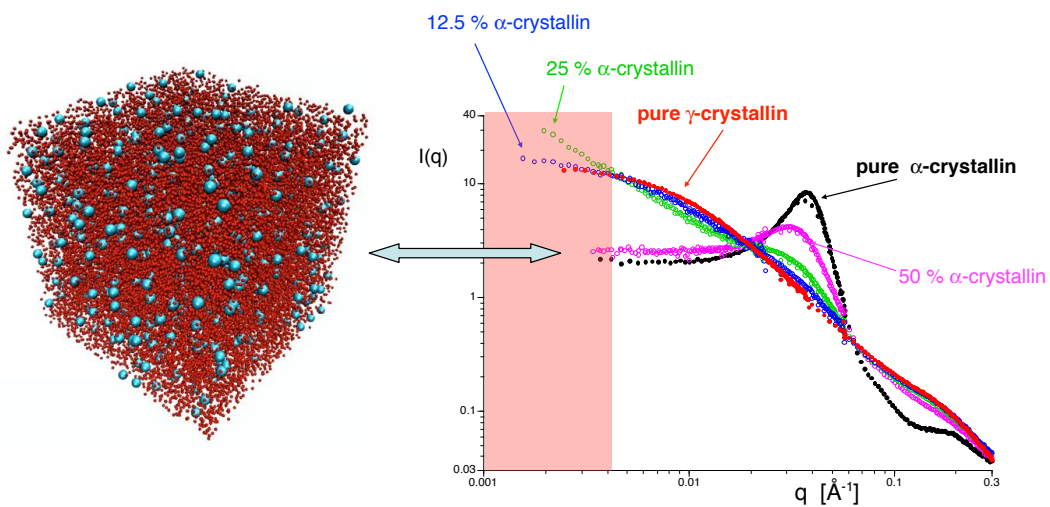 12.5 % α-crystallin
25 % α-crystallin
pure γ-crystallin
pure α-crystallin
50 % α-crystallin
I(q)
40
10
1
0.1
0.03
0.001
0.01
0.1
0.3
q [Å⁻¹]